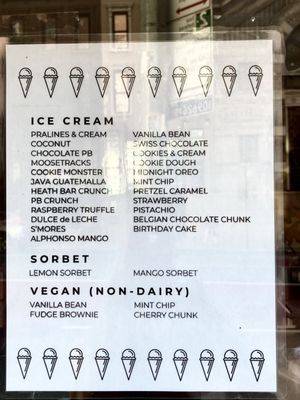 ICE CREAM
PRALINES & CREAM
COCONUT
CHOCOLATE PB
MOOSETRACKS
COOKIE MONSTER
JAVA GUATEMALLA
HEATH BAR CRUNCH
PB CRUNCH
RASPBERRY TRUFFLE
DULCE de LECHE
S'MORES
ALPHONSO MANGO
VANILLA BEAN
SWISS CHOCOLATE
COOKIES & CREAM
COOKIE DOUGH
MIDNIGHT OREO
MINT CHIP
PRETZEL CARAMEL
STRAWBERRY
PISTACHIO
BELGIAN CHOCOLATE CHUNK
BIRTHDAY CAKE
SORBET
LEMON SORBET
MANGO SORBET
VEGAN (NON-DAIRY)
VANILLA BEAN
FUDGE BROWNIE
MINT CHIP
CHERRY CHUNK